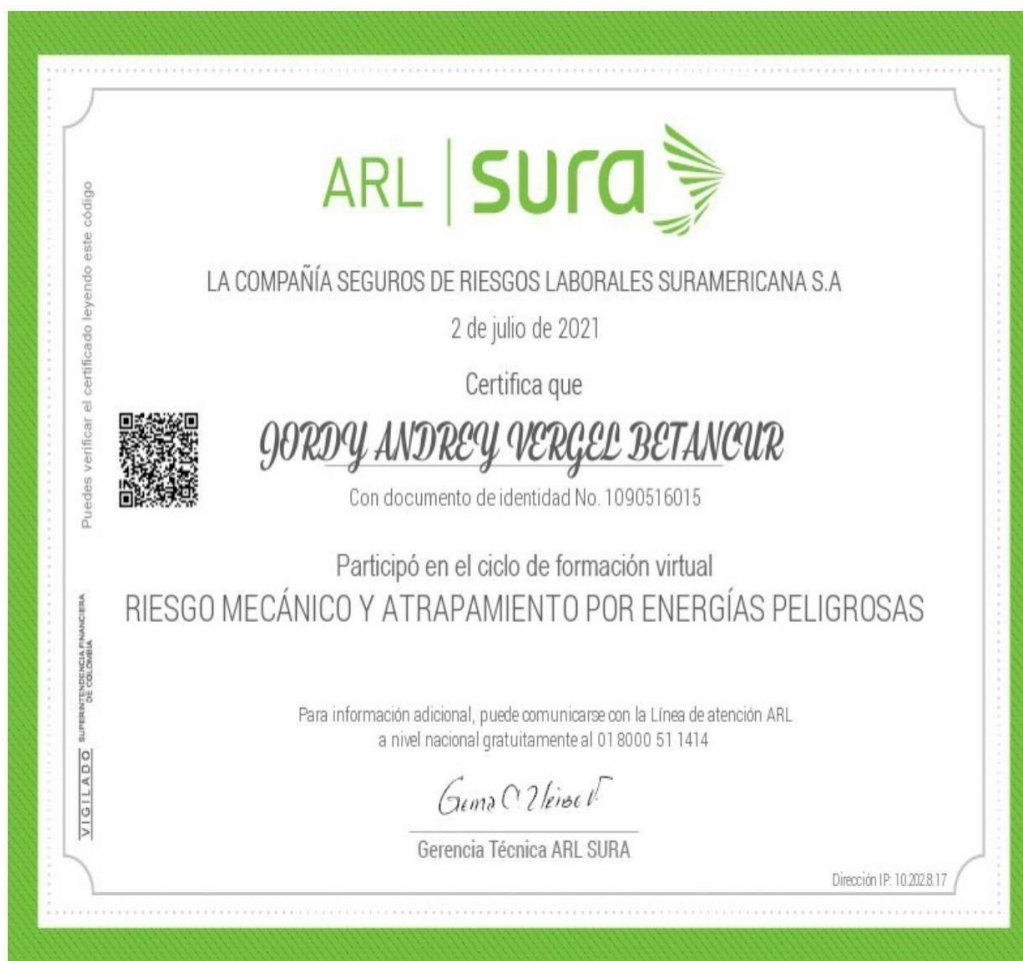 ARL | sura
LA COMPAÑÍA SEGUROS DE RIESGOS LABORALES SURAMERICANA S.A
2 de julio de 2021
Certifica que
JORDY ANDREY VERGEL BETANCUR
Con documento de identidad No. 1090516015
Participó en el ciclo de formación virtual
RIESGO MECÁNICO Y ATRAPAMIENTO POR ENERGÍAS PELIGROSAS
Para información adicional, puede comunicarse con la Línea de atención ARL
a nivel nacional gratuitamente al 01 8000 51 1414
Gerencia Técnica ARL SURA
Dirección IP: 10.202.8.17
Puedes verificar el certificado leyendo este código
VIGILADO SUPERINTENDENCIA FINANCIERA
DE COLOMBIA